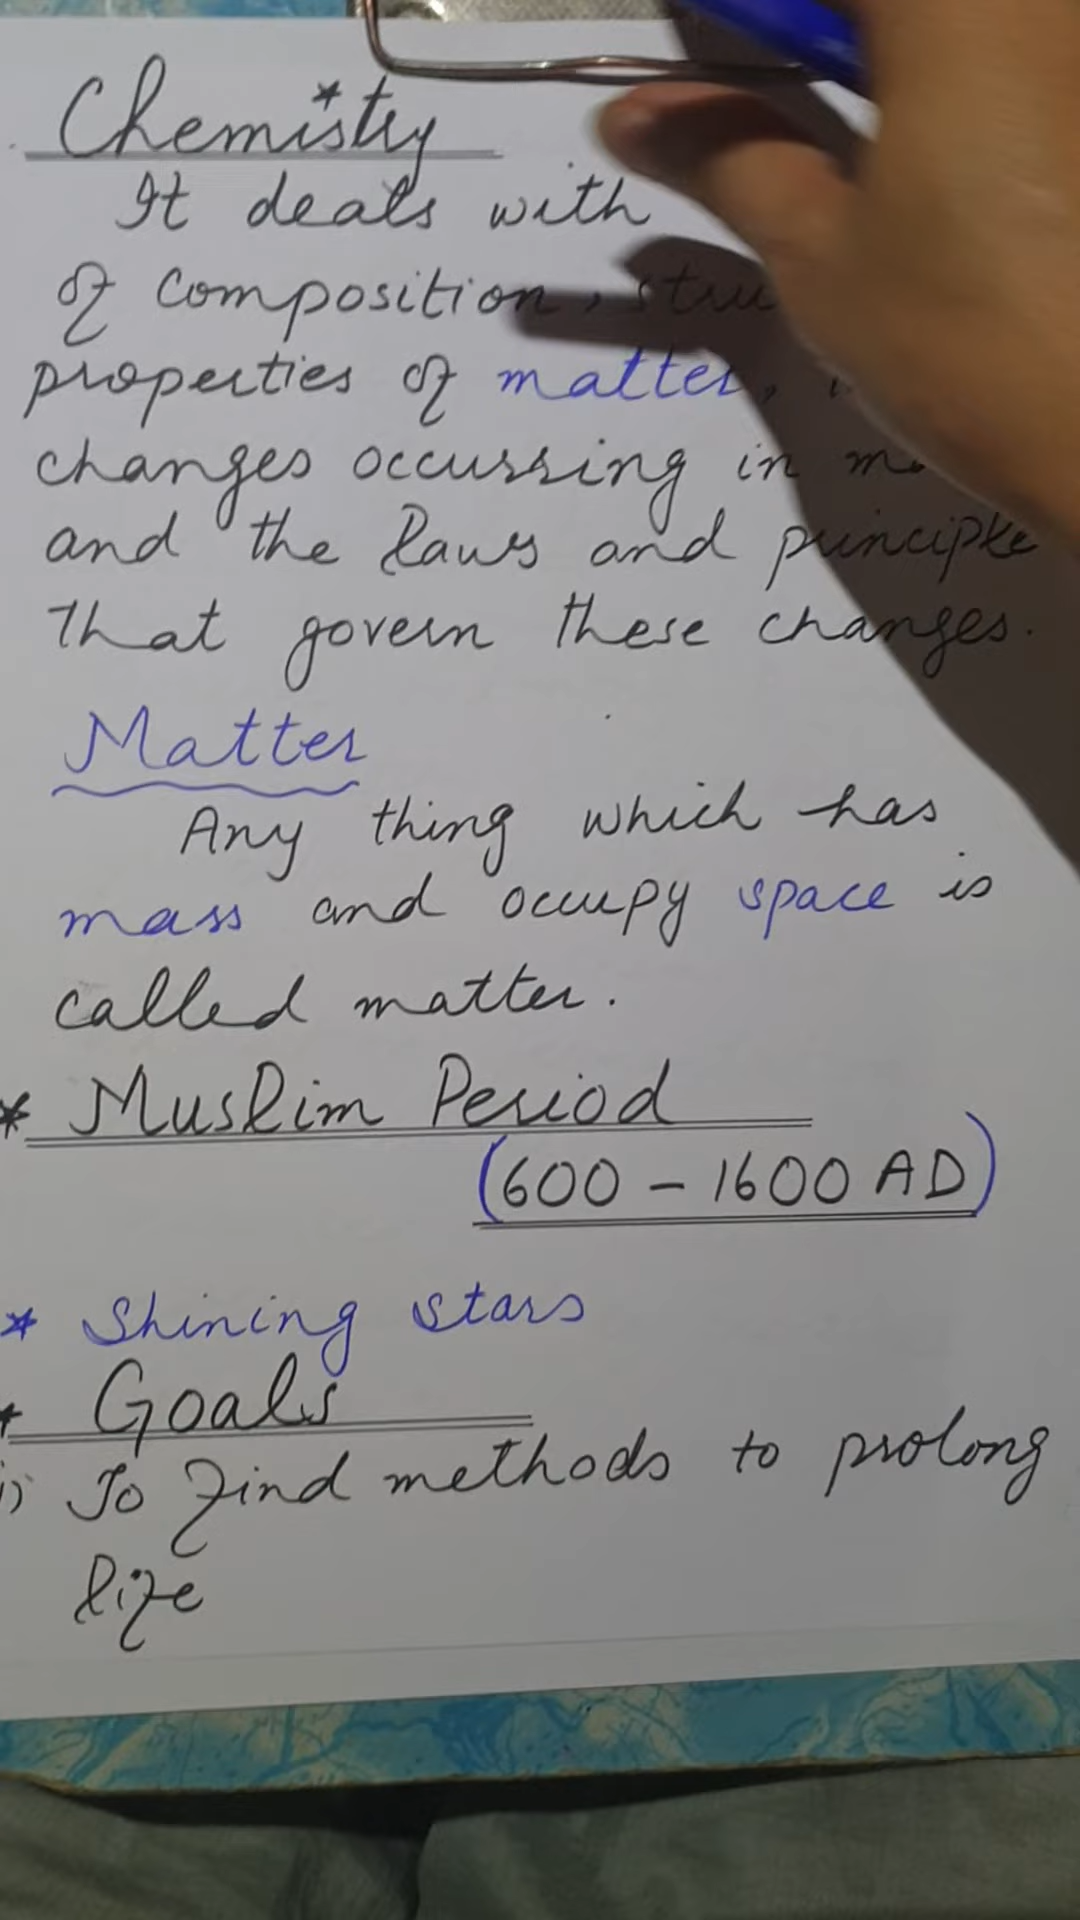 Chemistry
It deals with
of composition,
properties of matter,
changes occurring in
and the laws and principle
that govern these changes.
Matter
Any thing which has
mass and occupy space is
called matter.
* Muslim Period
(600 - 1600 AD)
* Shining stars
* Goals
i) To find methods to prolong
life